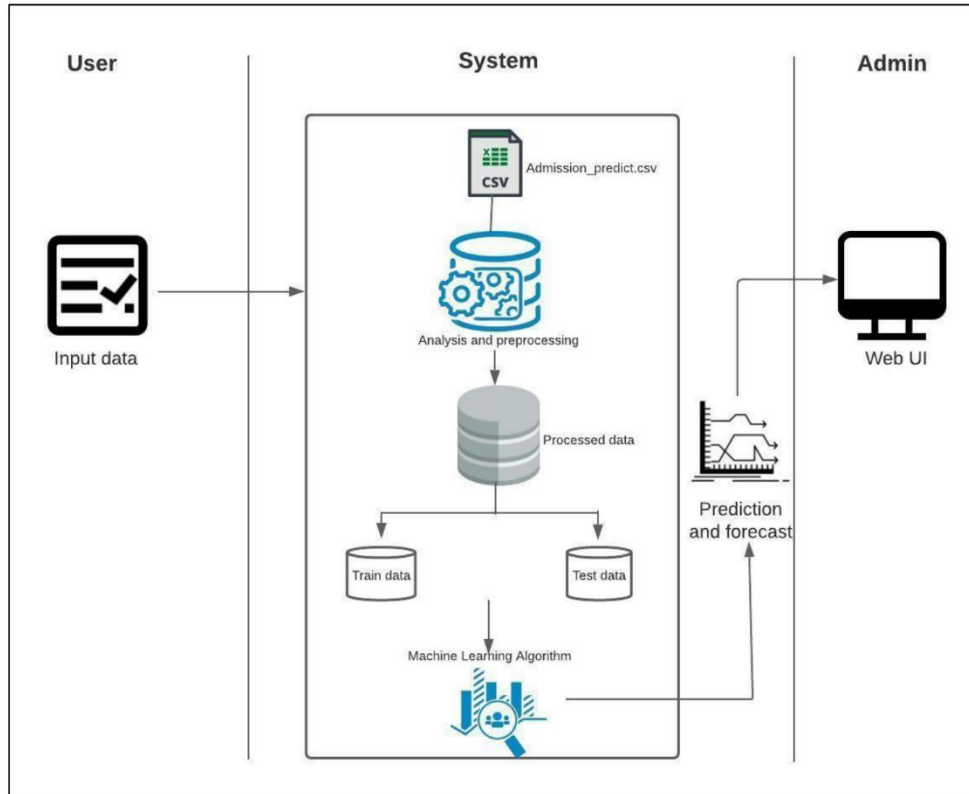 User
System
Admin
X
CSV
Admission_predict.csv
Input data
Analysis and preprocessing
Web UI
Processed data
Prediction
and forecast
Train data
Test data
Machine Learning Algorithm